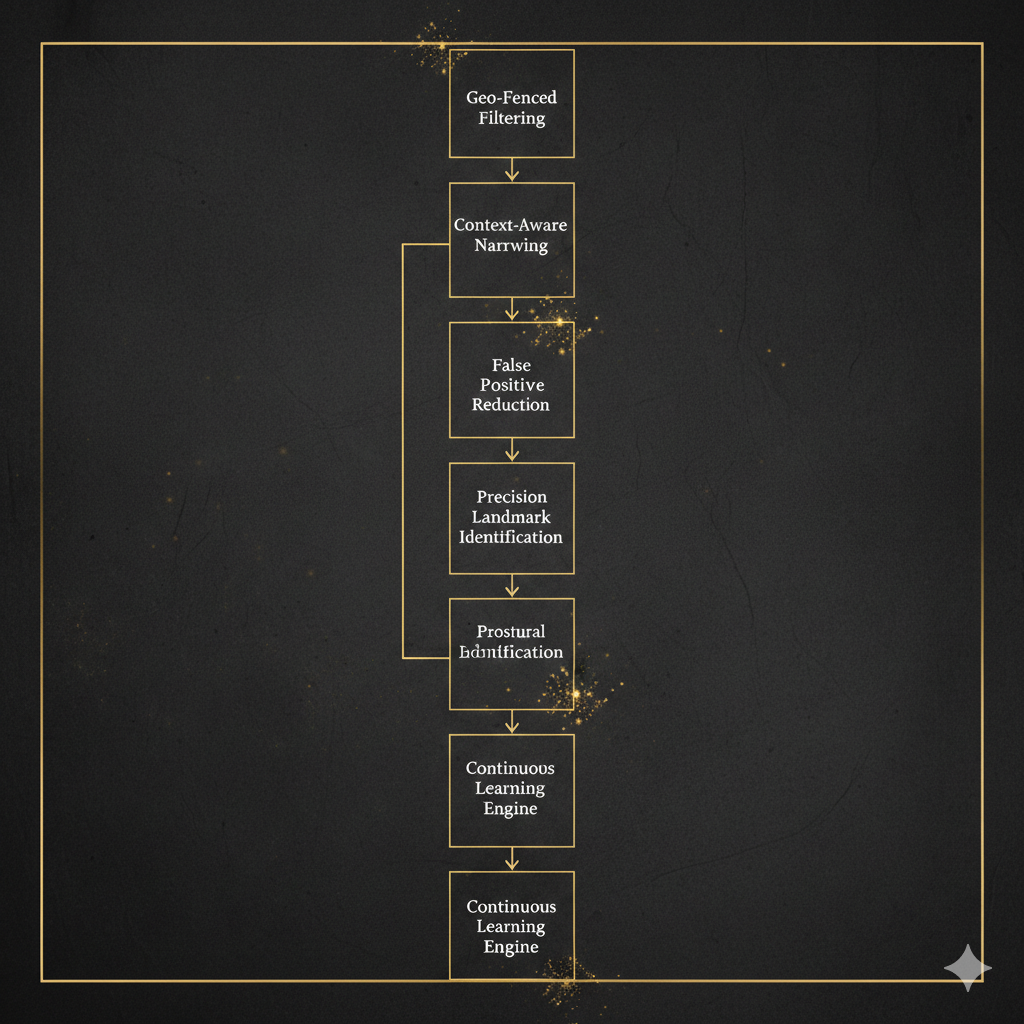 Geo-Fenced
Filtering
Context-Aware
Narrwing
False
Positive
Reduction
Precision
Landmark
Identification
Prostural
Continuous
Learning
Engine
Continuous
Learning
Engine